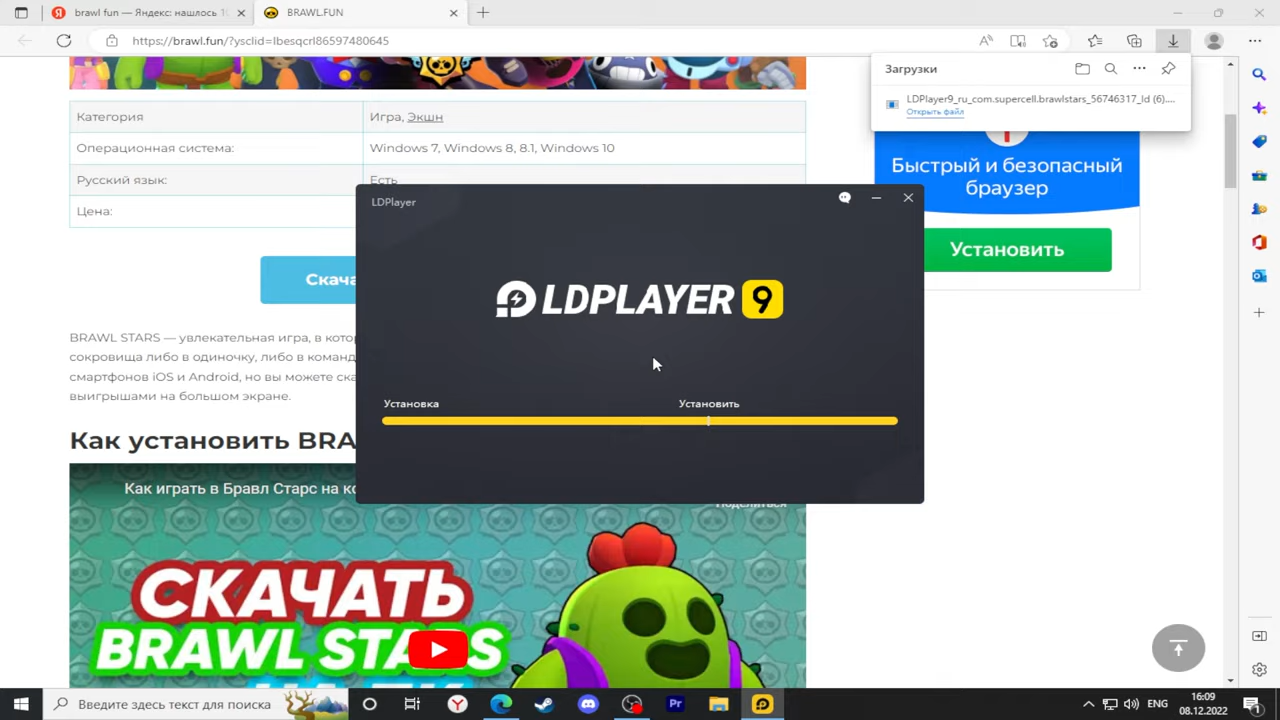 brawl fun — Яндекс: нашлось 1
BRAWL.FUN
https://brawl.fun/?ysclid=lbesqcrl86597480645
Загрузки
LDPlayer9_ru_com.supercell.brawlstars_56746317_ld (6)....
Открыть файл
Категория
Игра, Экшн
Операционная система:
Windows 7, Windows 8, 8.1, Windows 10
Русский язык:
Есть
Цена:
Быстрый и безопасный
браузер
Установить
LDPlayer
LDPLAYER 9
Установка
Установить
Скача
BRAWL STARS — увлекательная игра, в котор
сокровища либо в одиночку, либо в команд
смартфонов iOS и Android, но вы можете ска
выигрышами на большом экране.
Как установить BRA
Как играть в Бравл Старс на ко
Поделиться
СКАЧАТЬ
BRAWL STARS
Введите здесь текст для поиска
Pr
ENG
16:09
08.12.2022
1